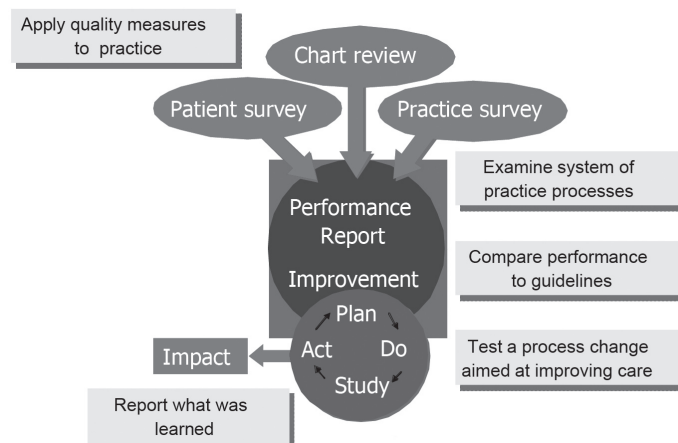 Apply quality measures
to practice
Chart review
Patient survey
Practice survey
Examine system of
practice processes
Performance
Report
Improvement
Compare performance
to guidelines
Plan
Act
Do
Study
Impact
Test a process change
aimed at improving care
Report what was
learned